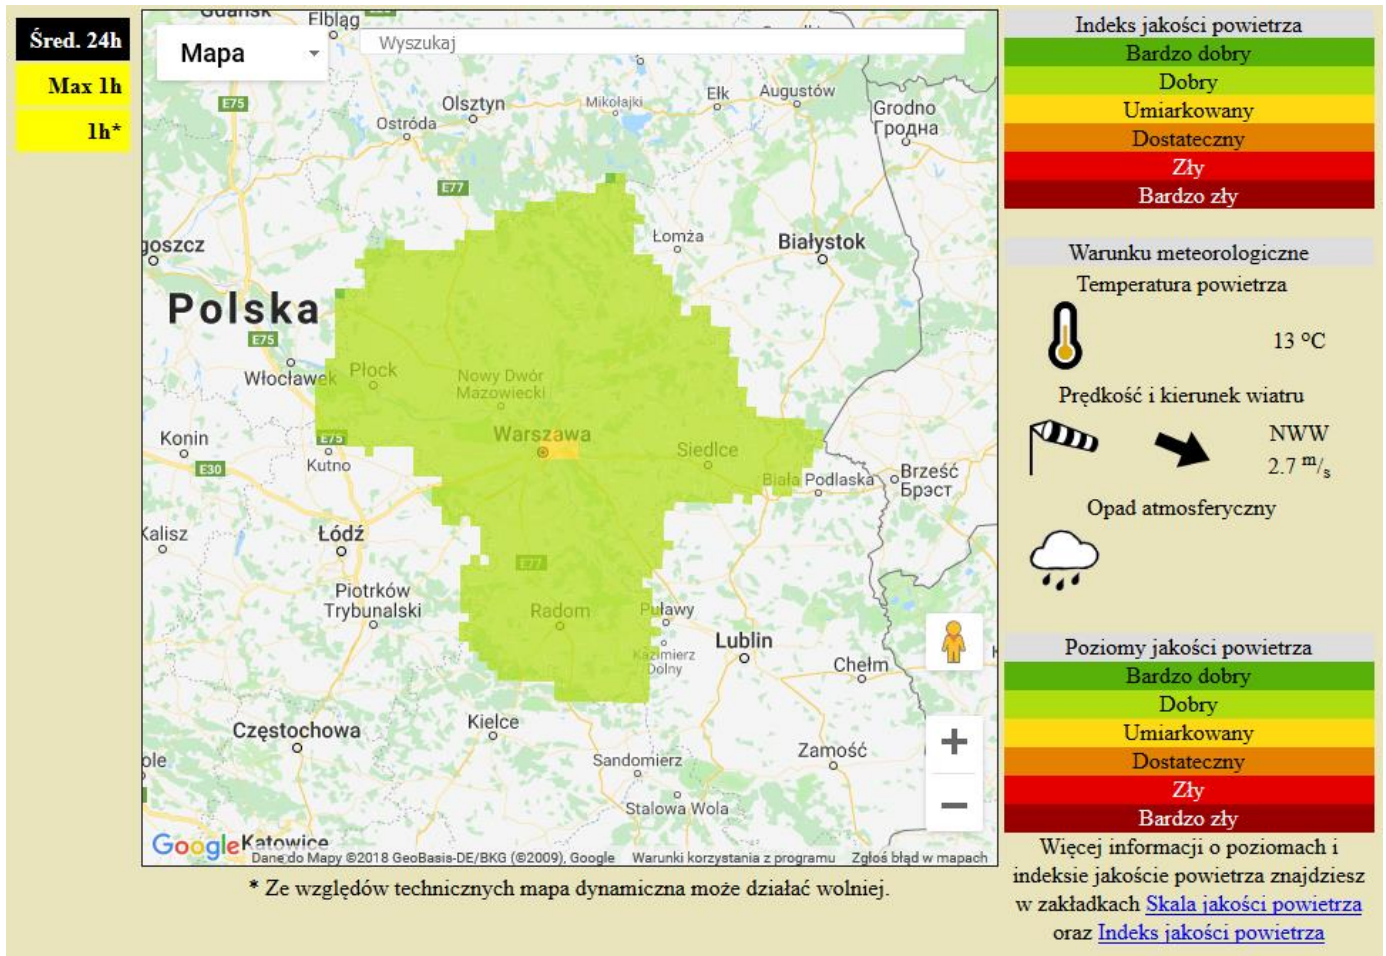 Śred. 24h
Max 1h
1h*
Mapa
Wyszukaj
Gdańsk
Elbląg
E75
Olsztyn
Mikołajki
Ełk
Augustów
Ostróda
Grodno
Гродна
E77
goszcz
Łomża
Białystok
Polska
E75
Włocławek
Płock
Nowy Dwór
Mazowiecki
Konin
E75
Warszawa
Siedlce
E30
Kutno
Biała Podlaska
Brześć
Брэст
Kalisz
Łódź
E77
Piotrków
Trybunalski
Radom
Puławy
Kazimierz
Dolny
Lublin
Chełm
Częstochowa
Kielce
Zamość
pole
Sandomierz
Stalowa Wola
Google
Katowice
Dane do Mapy ©2018 GeoBasis-DE/BKG (©2009), Google
Warunki korzystania z programu
Zgłoś błąd w mapach
* Ze względów technicznych mapa dynamiczna może działać wolniej.
Indeks jakości powietrza
Bardzo dobry
Dobry
Umiarkowany
Dostateczny
Zły
Bardzo zły
Warunku meteorologiczne
Temperatura powietrza
13 °C
Prędkość i kierunek wiatru
NWW
2.7 m/s
Opad atmosferyczny
Poziomy jakości powietrza
Bardzo dobry
Dobry
Umiarkowany
Dostateczny
Zły
Bardzo zły
Więcej informacji o poziomach i
indeksie jakoście powietrza znajdziesz
w zakładkach Skala jakości powietrza
oraz Indeks jakości powietrza